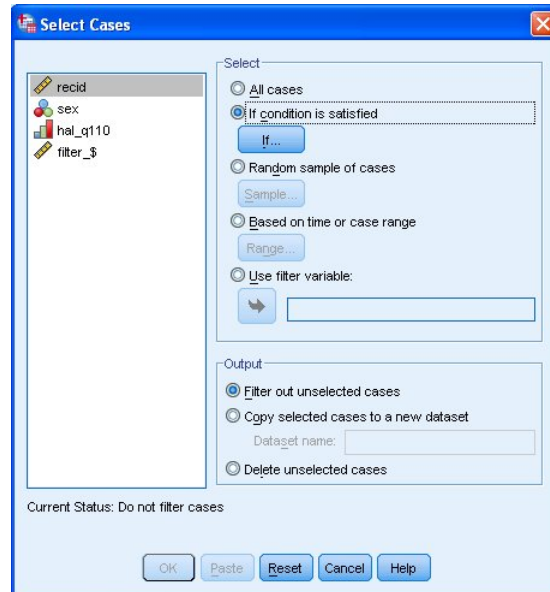 Select Cases
recid
sex
hal_q110
filter_$
Select
All cases
If condition is satisfied
If...
Random sample of cases
Sample...
Based on time or case range
Range...
Use filter variable:
Output
Filter out unselected cases
Copy selected cases to a new dataset
Dataset name:
Delete unselected cases
Current Status: Do not filter cases
OK
Paste
Reset
Cancel
Help